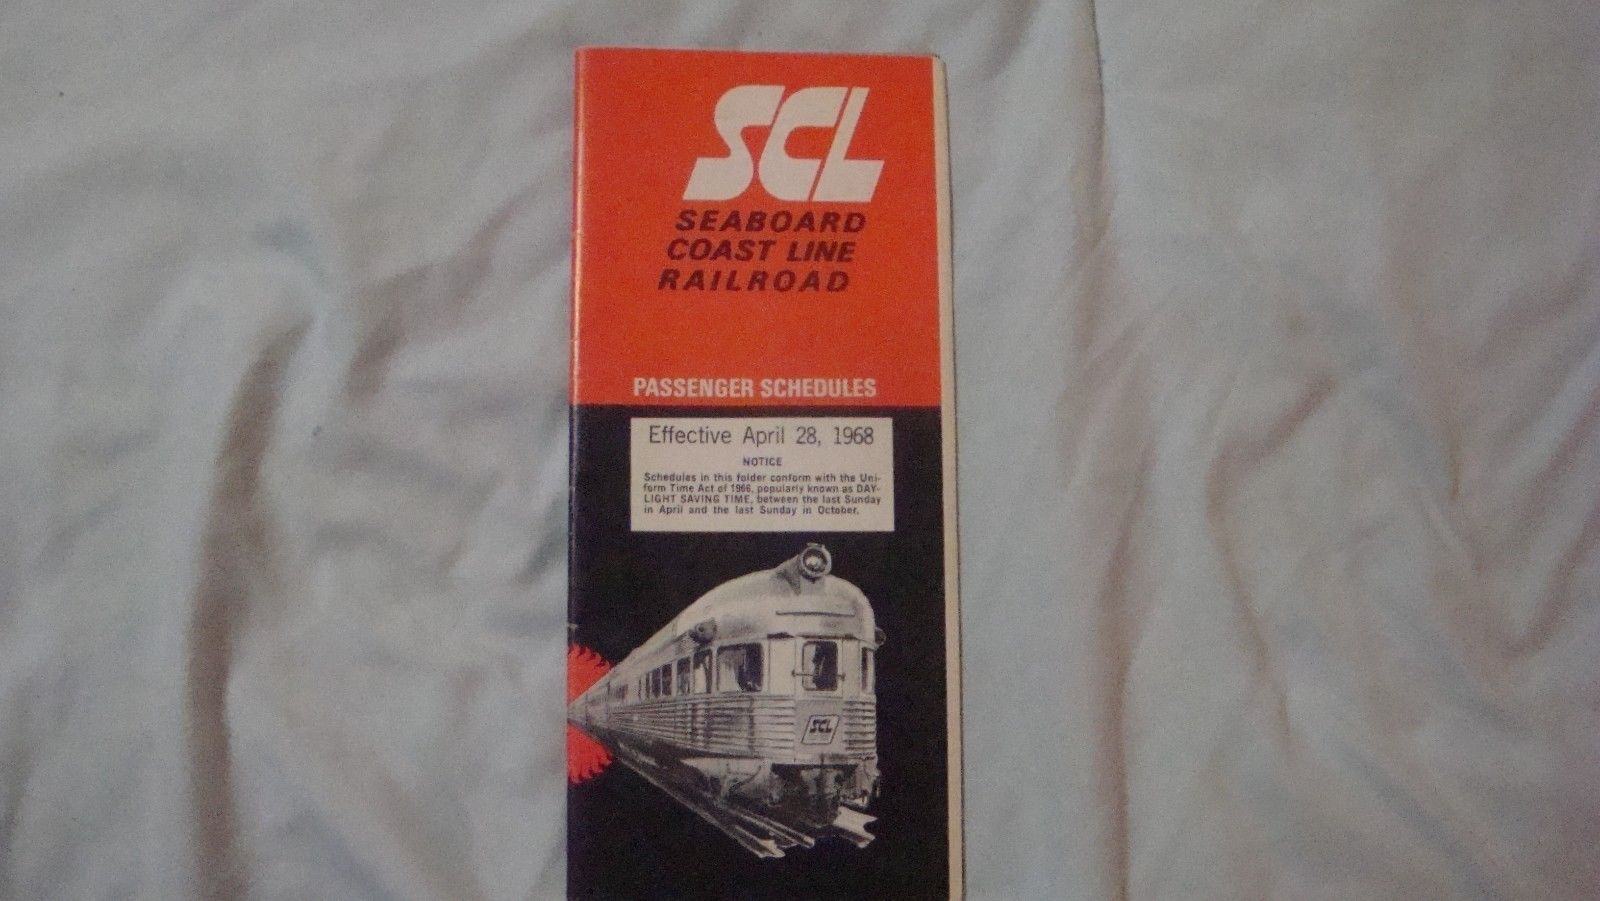 SCL
SEABOARD
COAST LINE
RAILROAD
PASSENGER SCHEDULES
Effective April 28, 1968
NOTICE
Schedules in this folder conform with the Uni-
form Time Act of 1966, popularly known as DAY-
LIGHT SAVING TIME, between the last Sunday
in April and the last Sunday in October.
SCL